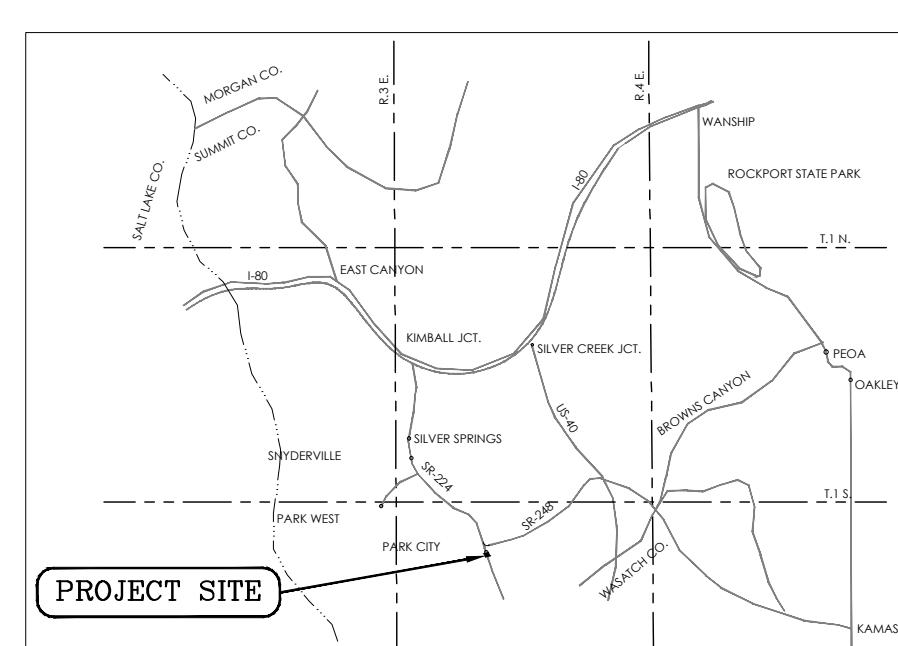 MORGAN CO.
SUMMIT CO.
SALT LAKE CO.
R.3 E.
R.4 E.
WANSHIP
I-80
ROCKPORT STATE PARK
T.1 N.
EAST CANYON
I-80
KIMBALL JCT.
SILVER CREEK JCT.
PEOA
OAKLEY
BROWNS CANYON
US-40
SILVER SPRINGS
SNYDERVILLE
SR-224
T.1 S.
PARK WEST
SR-248
PARK CITY
WASATCH CO.
PROJECT SITE
KAMAS